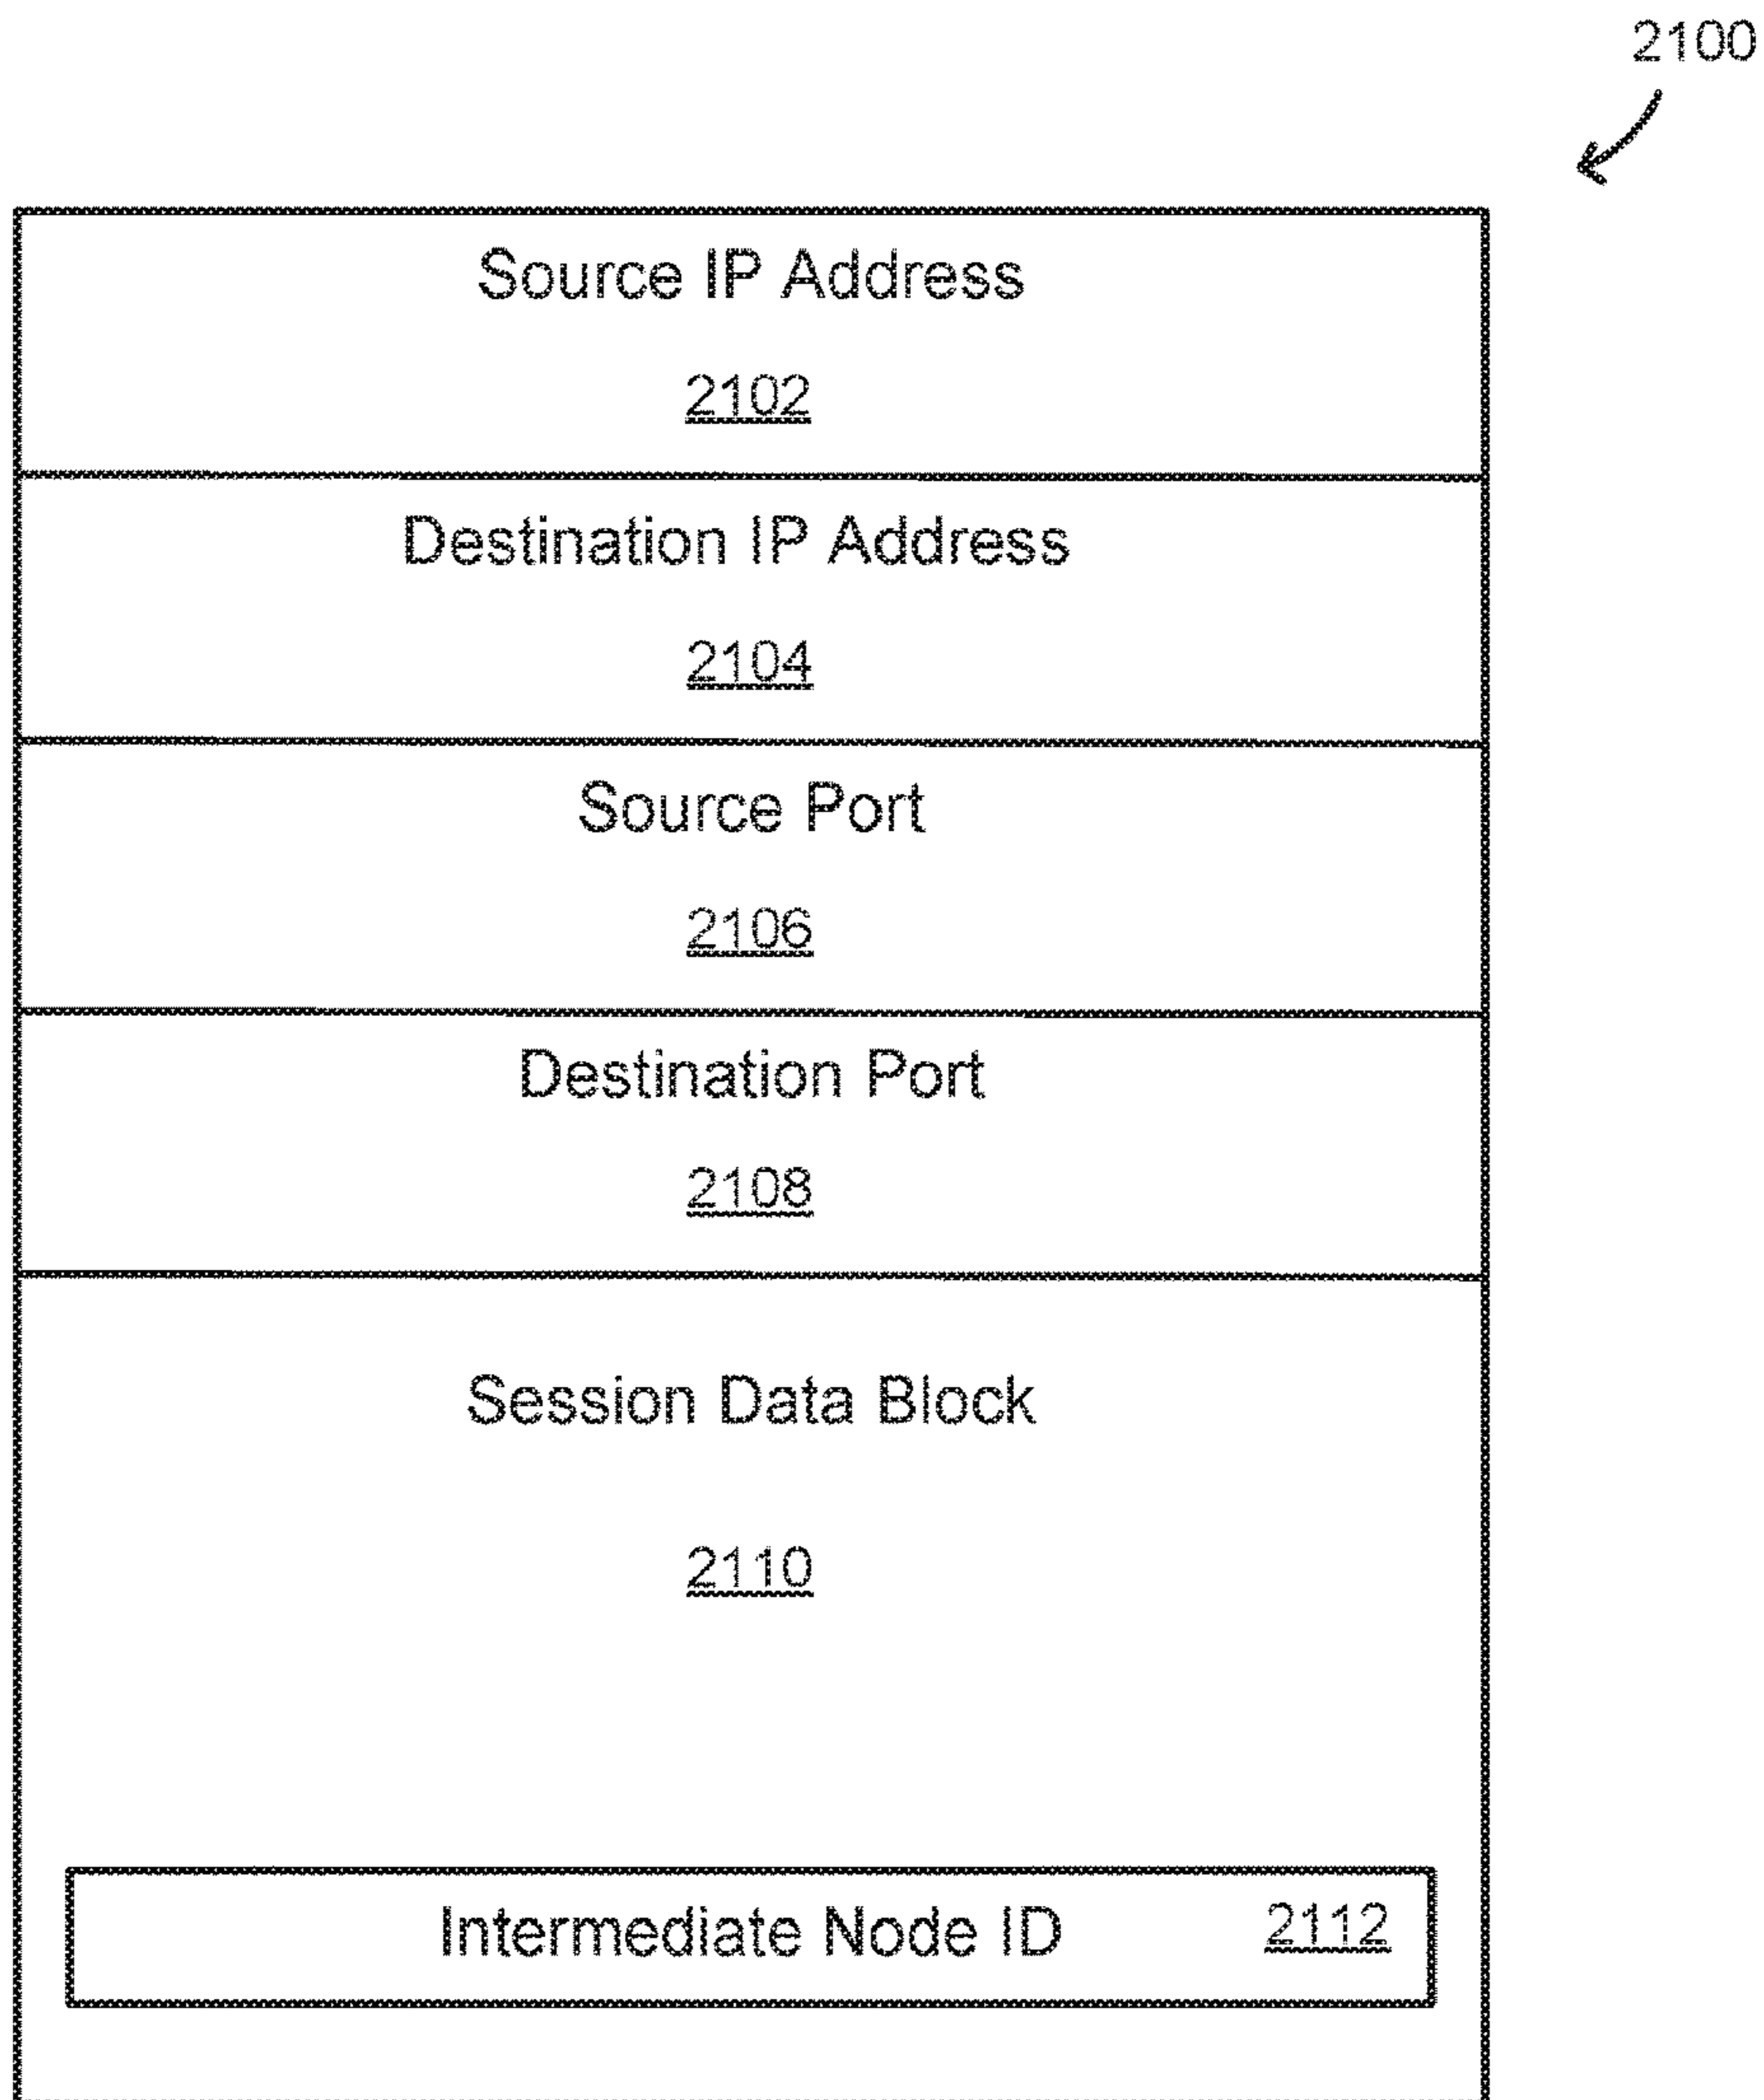 2100
Source IP Address
2102
Destination IP Address
2104
Source Port
2106
Destination Port
2108
Session Data Block
2110
Intermediate Node ID 2112